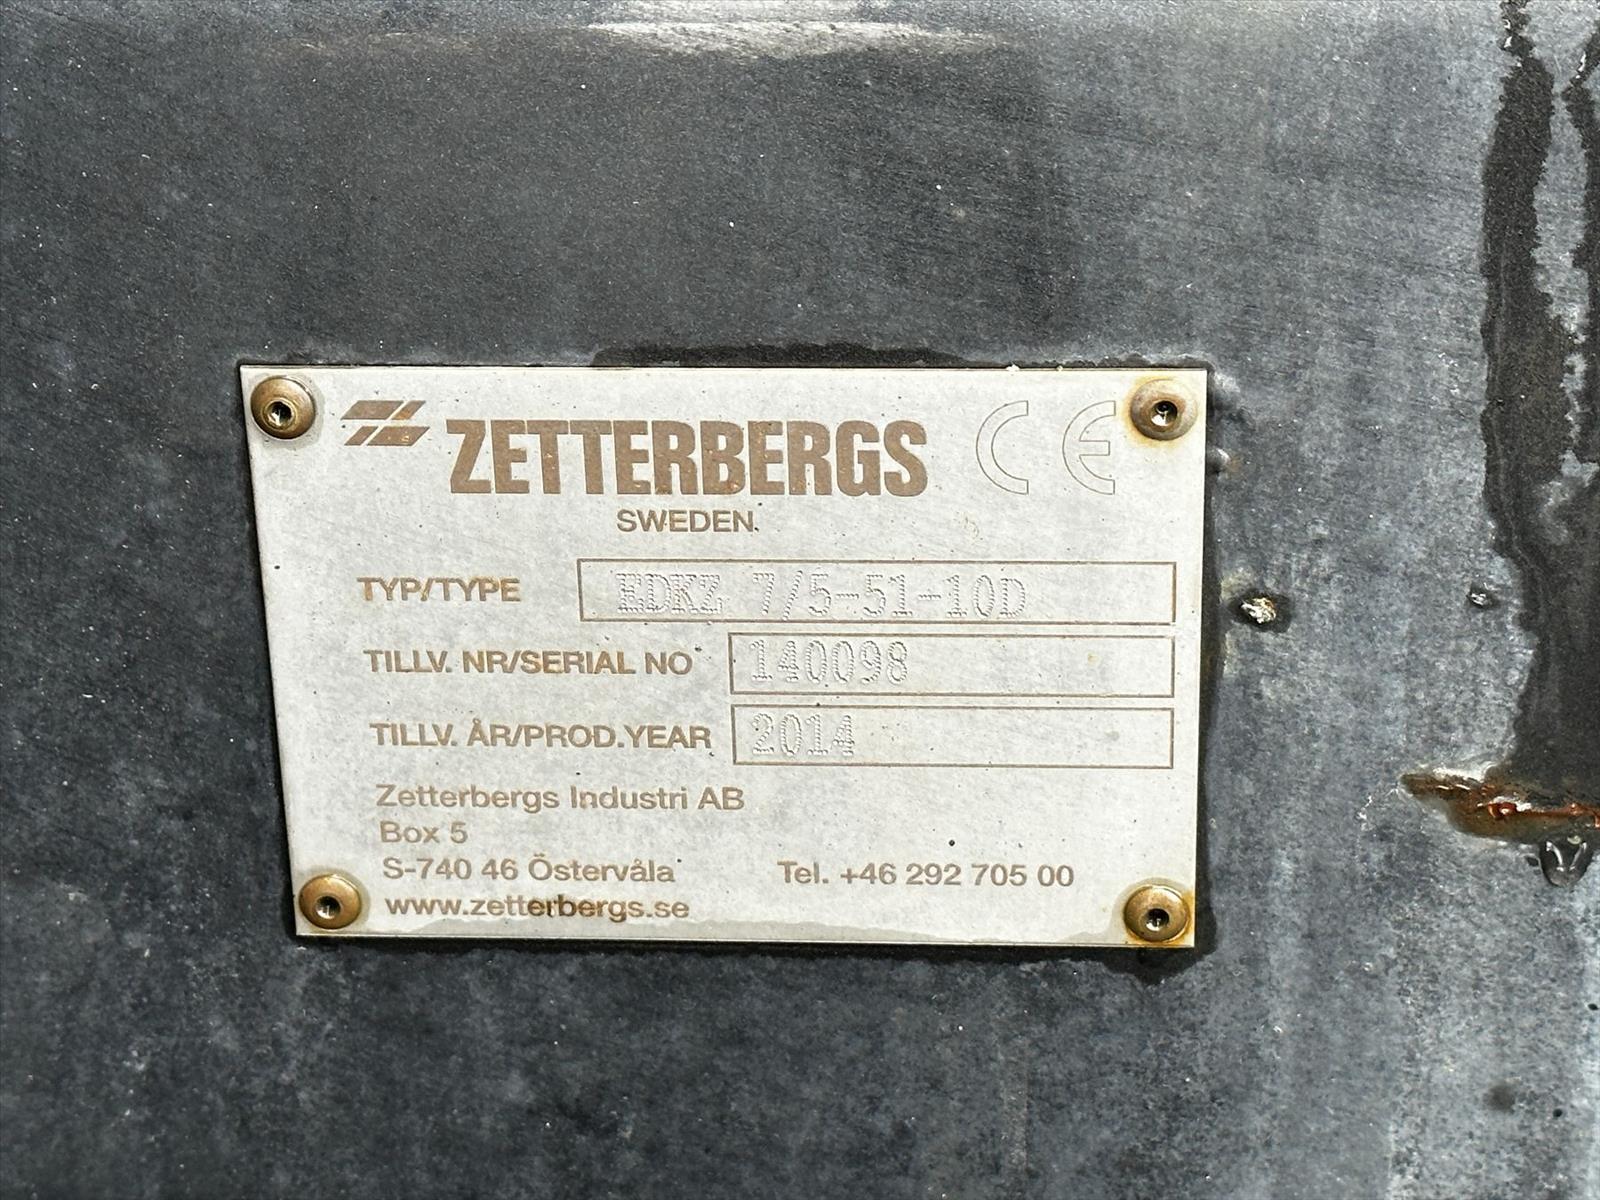 ZETTERBERGS CE
SWEDEN
TYP/TYPE EDKZ 7/5-51-10D
TILLV. NR/SERIAL NO 140098
TILLV. ÅR/PROD.YEAR 2014
Zetterbergs Industri AB
Box 5
S-740 46 Östervåla Tel. +46 292 705 00
www.zetterbergs.se